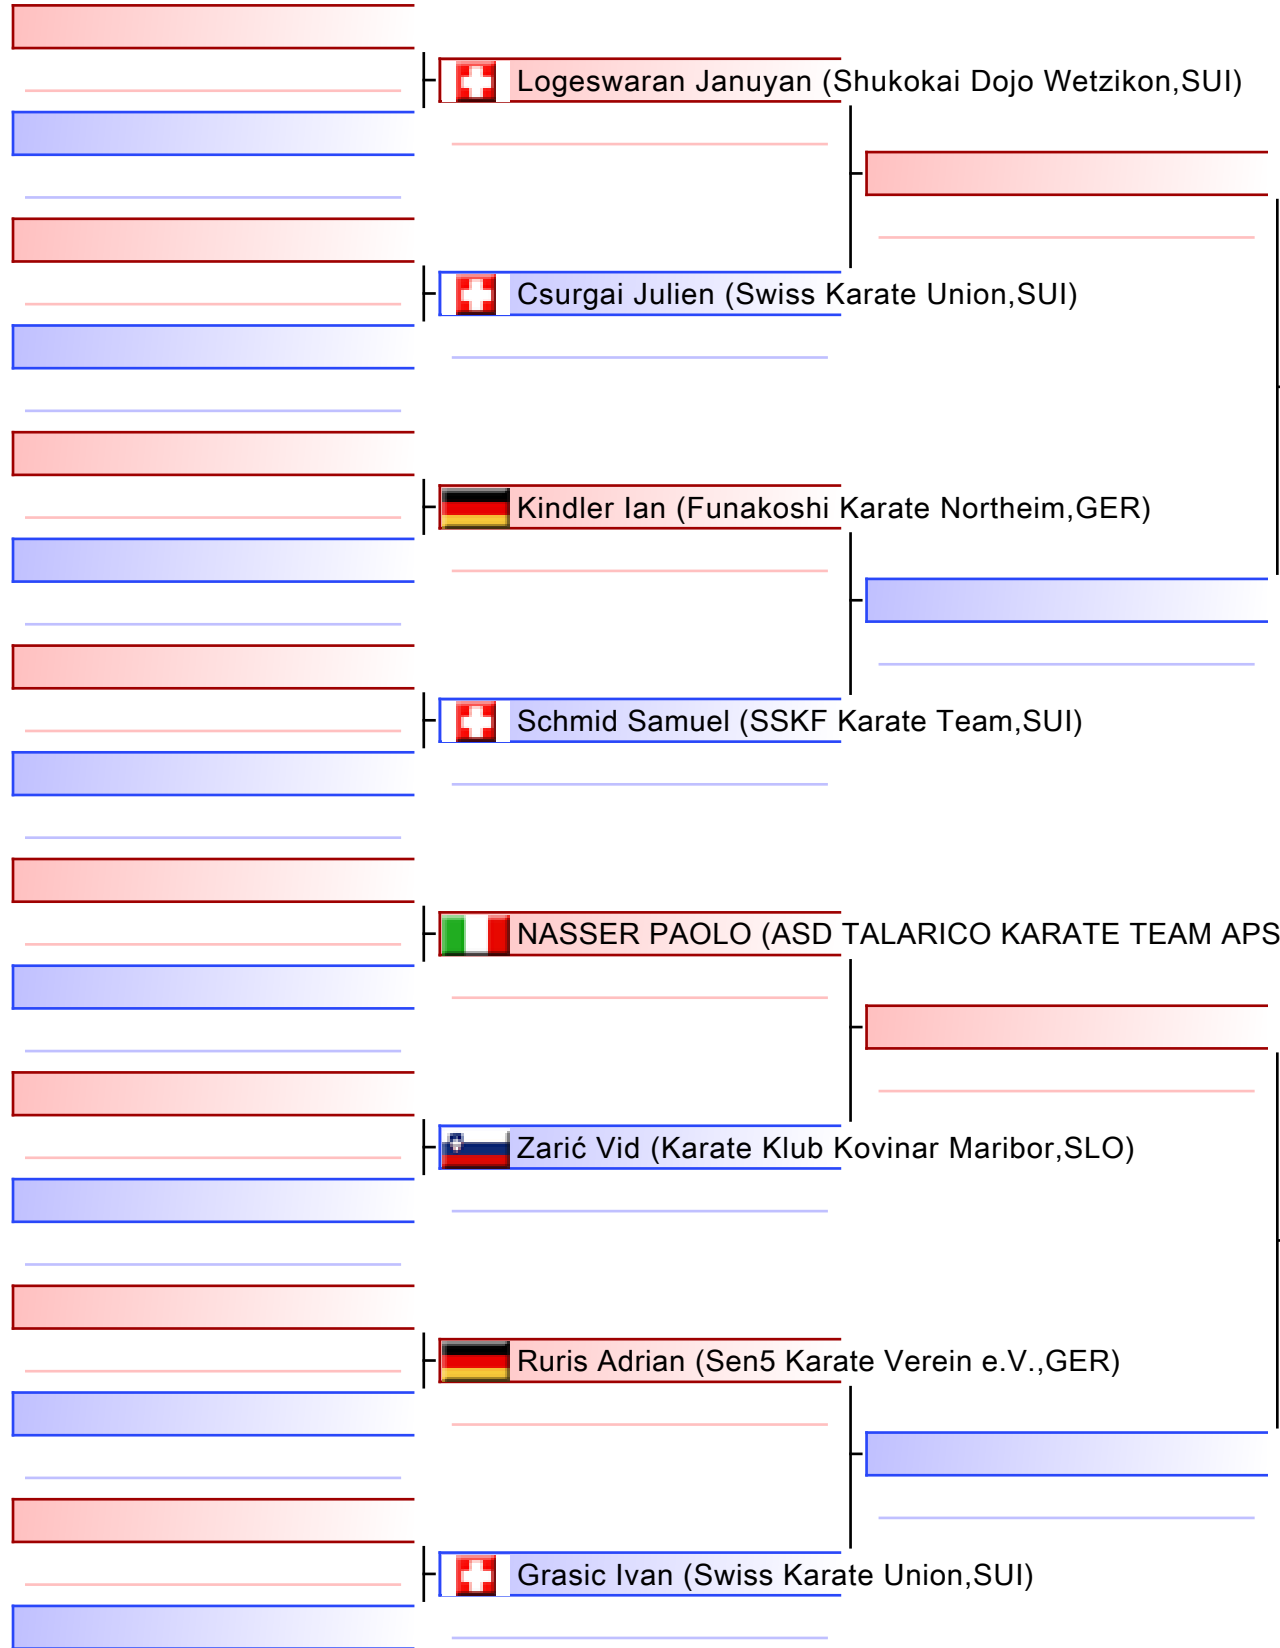 Logeswaran Januyan (Shukokai Dojo Wetzikon,SUI)
Csurgai Julien (Swiss Karate Union,SUI)
Kindler Ian (Funakoshi Karate Northeim,GER)
Schmid Samuel (SSKF Karate Team,SUI)
NASSER PAOLO (ASD TALARICO KARATE TEAM APS
Zarić Vid (Karate Klub Kovinar Maribor,SLO)
Ruris Adrian (Sen5 Karate Verein e.V.,GER)
Grasic Ivan (Swiss Karate Union,SUI)